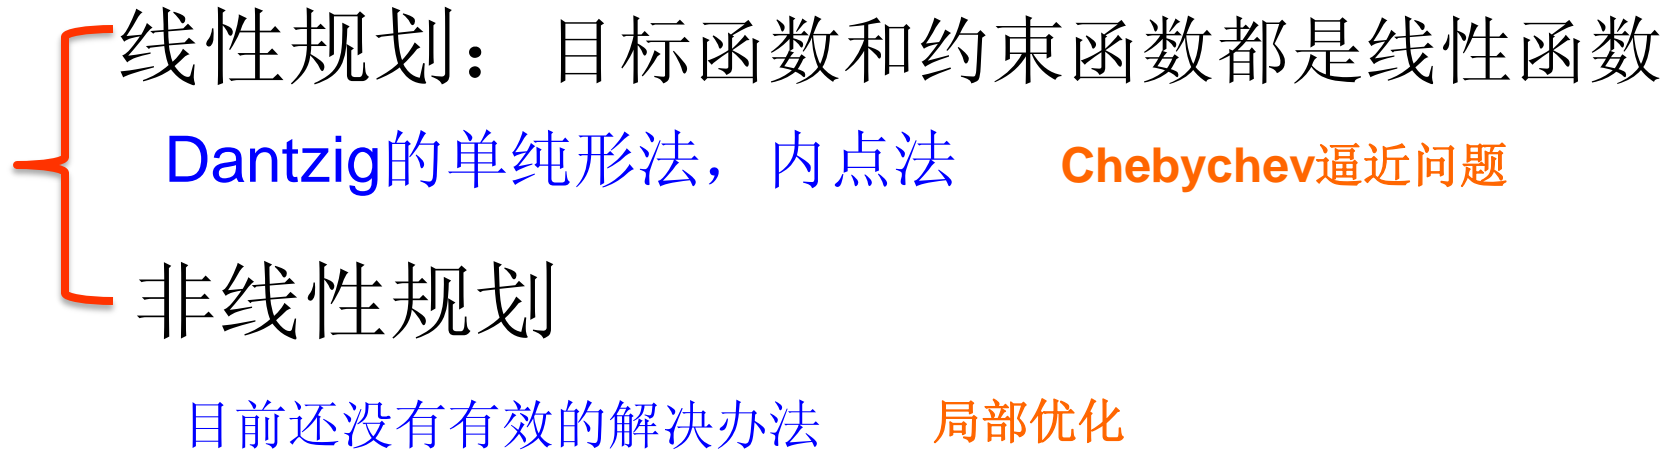 线性规划：目标函数和约束函数都是线性函数
Dantzig的单纯形法，内点法 Chebychev逼近问题
非线性规划
目前还没有有效的解决办法 局部优化